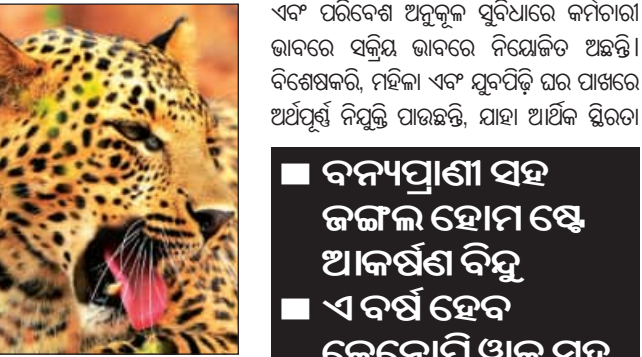 ଏବଂ ପରିବେଶ ଅନୁକୂଳ ସୁବିଧାରେ କର୍ମଚାରୀ
ଭାବରେ ସକ୍ରିୟ ଭାବରେ ନିୟୋଜିତ ଅଛନ୍ତି।
ବିଶେଷକରି, ମହିଳା ଏବଂ ଯୁବପିଢ଼ି ଘର ପାଖରେ
ଅର୍ଥପୂର୍ଣ୍ଣ ନିଯୁକ୍ତି ପାଉଛନ୍ତି, ଯାହା ଆର୍ଥିକ ସ୍ଥିରତା
■ ବନ୍ୟପ୍ରାଣୀ ସହ
ଜଙ୍ଗଲ ହୋମ ଷ୍ଟେ
ଆକର୍ଷଣ ବିନ୍ଦୁ
■ ଏ ବର୍ଷ ହେବ
କେନୋପି ୱାକ ସହ